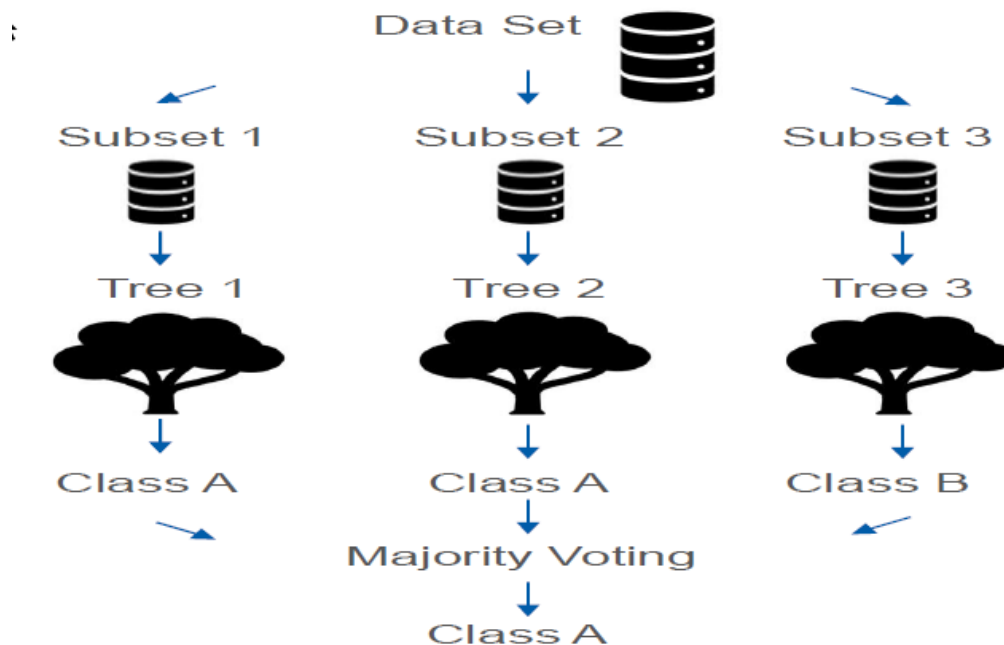 Data Set
Subset 1 Subset 2 Subset 3
Tree 1 Tree 2 Tree 3
Class A Class A Class B
Majority Voting
Class A